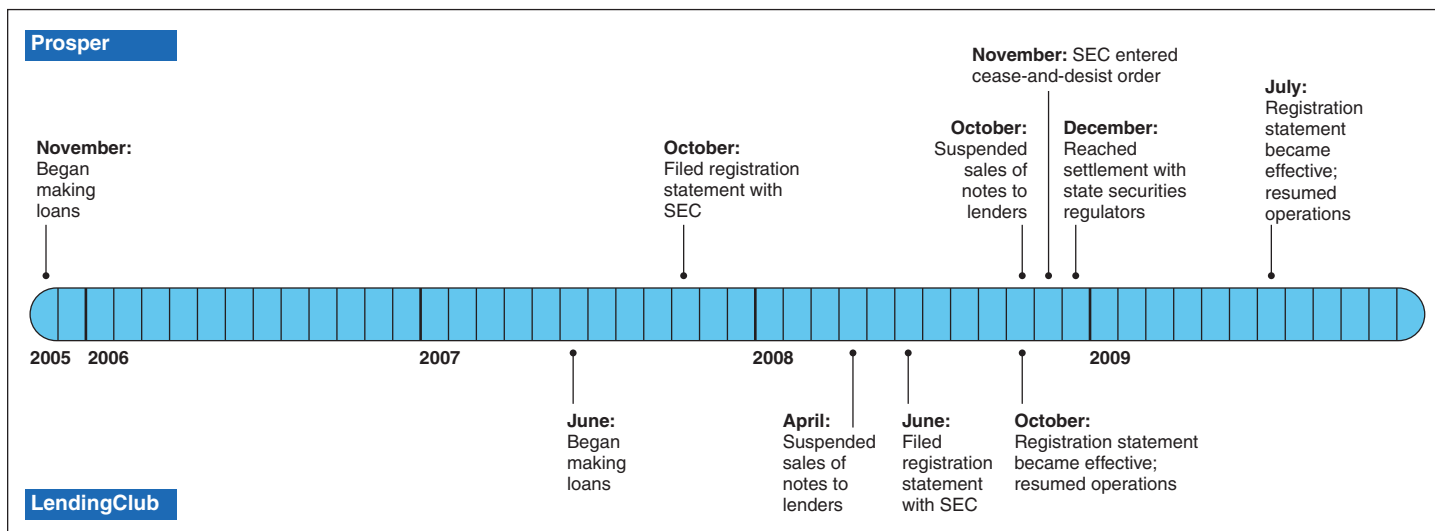 Prosper
November:
Began
making
loans
October:
Filed registration
statement with
SEC
October:
Suspended
sales of
notes to
lenders
November: SEC entered
cease-and-desist order
December:
Reached
settlement with
state securities
regulators
July:
Registration
statement
became
effective;
resumed
operations
2005 2006 2007 2008 2009
June:
Began
making
loans
April:
Suspended
sales of
notes to
lenders
June:
Filed
registration
statement
with SEC
October:
Registration statement
became effective;
resumed operations
LendingClub